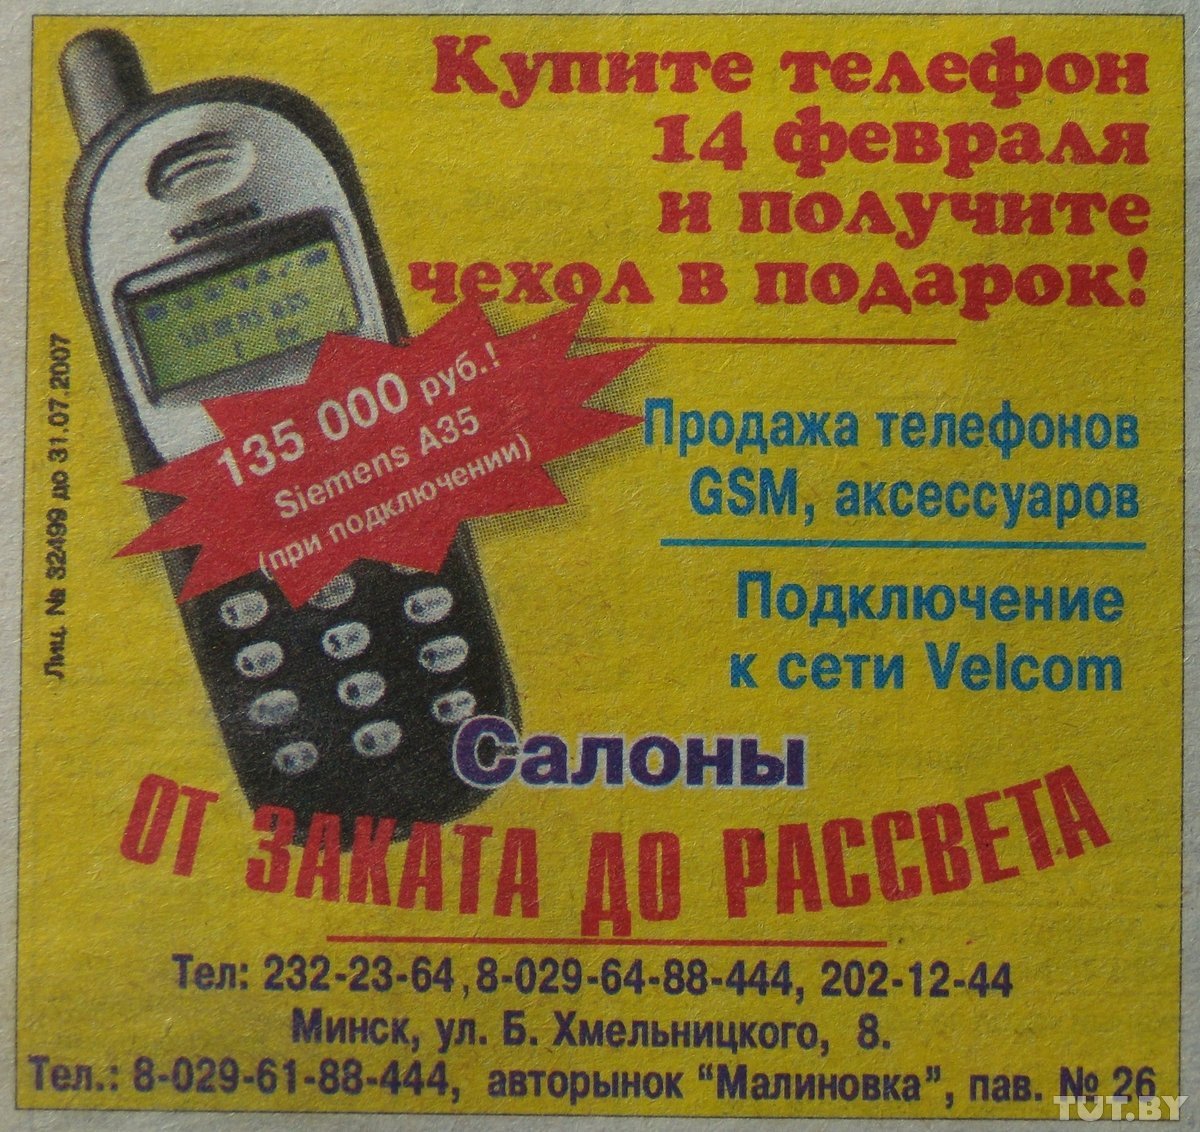 Купите телефон
14 февраля
и получите
чехол в подарок!
135 000 руб.!
Siemens A35
(при подключении)
Продажа телефонов
GSM, аксессуаров
Подключение
к сети Velcom
Лиц. № 32499 до 31.07.2007
Салоны
ОТ ЗАКАТА ДО РАССВЕТА
Тел: 232-23-64, 8-029-64-88-444, 202-12-44
Минск, ул. Б. Хмельницкого, 8.
Тел.: 8-029-61-88-444, авторынок “Малиновка”, пав. № 26
TUT.BY